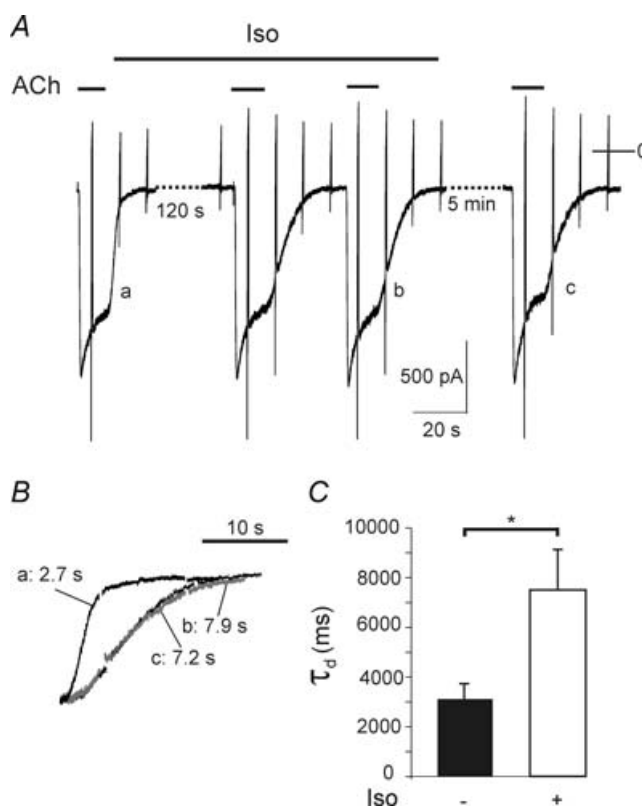 A
Iso
ACh
0
120 s
5 min
a
b
c
500 pA
20 s
B
10 s
a: 2.7 s
b: 7.9 s
c: 7.2 s
C
*
10000
8000
6000
4000
2000
0
τd (ms)
Iso - +